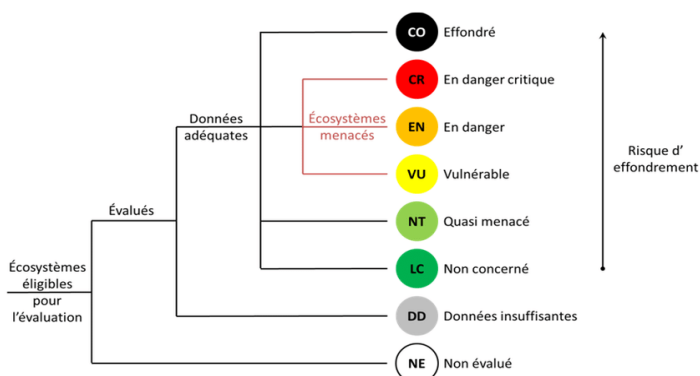 CO Effondré
CR En danger critique
Données
adéquates
Écosystèmes
menacés
EN En danger
Risque d’
effondrement
VU Vulnérable
Évalués
NT Quasi menacé
Écosystèmes
éligibles
pour
l’évaluation
LC Non concerné
DD Données insuffisantes
NE Non évalué